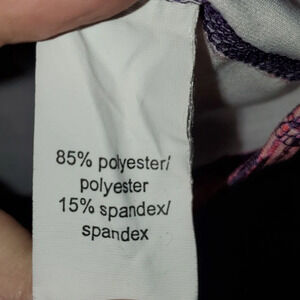 85% polyester/
polyester
15% spandex/
spandex